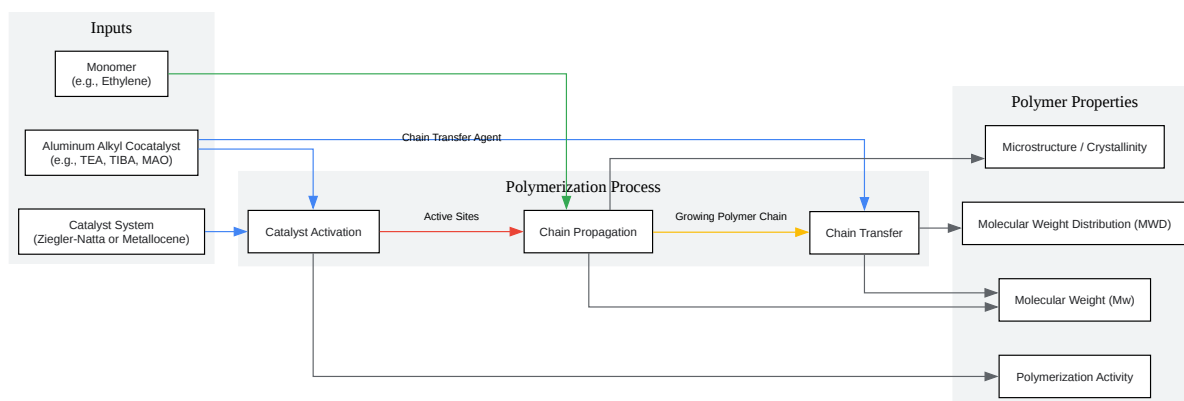 Inputs
Monomer
(e.g., Ethylene)
Aluminum Alkyl Cocatalyst
(e.g., TEA, TIBA, MAO)
Catalyst System
(Ziegler-Natta or Metallocene)
Chain Transfer Agent
Polymerization Process
Catalyst Activation
Active Sites
Chain Propagation
Growing Polymer Chain
Chain Transfer
Polymer Properties
Microstructure / Crystallinity
Molecular Weight Distribution (MWD)
Molecular Weight (Mw)
Polymerization Activity